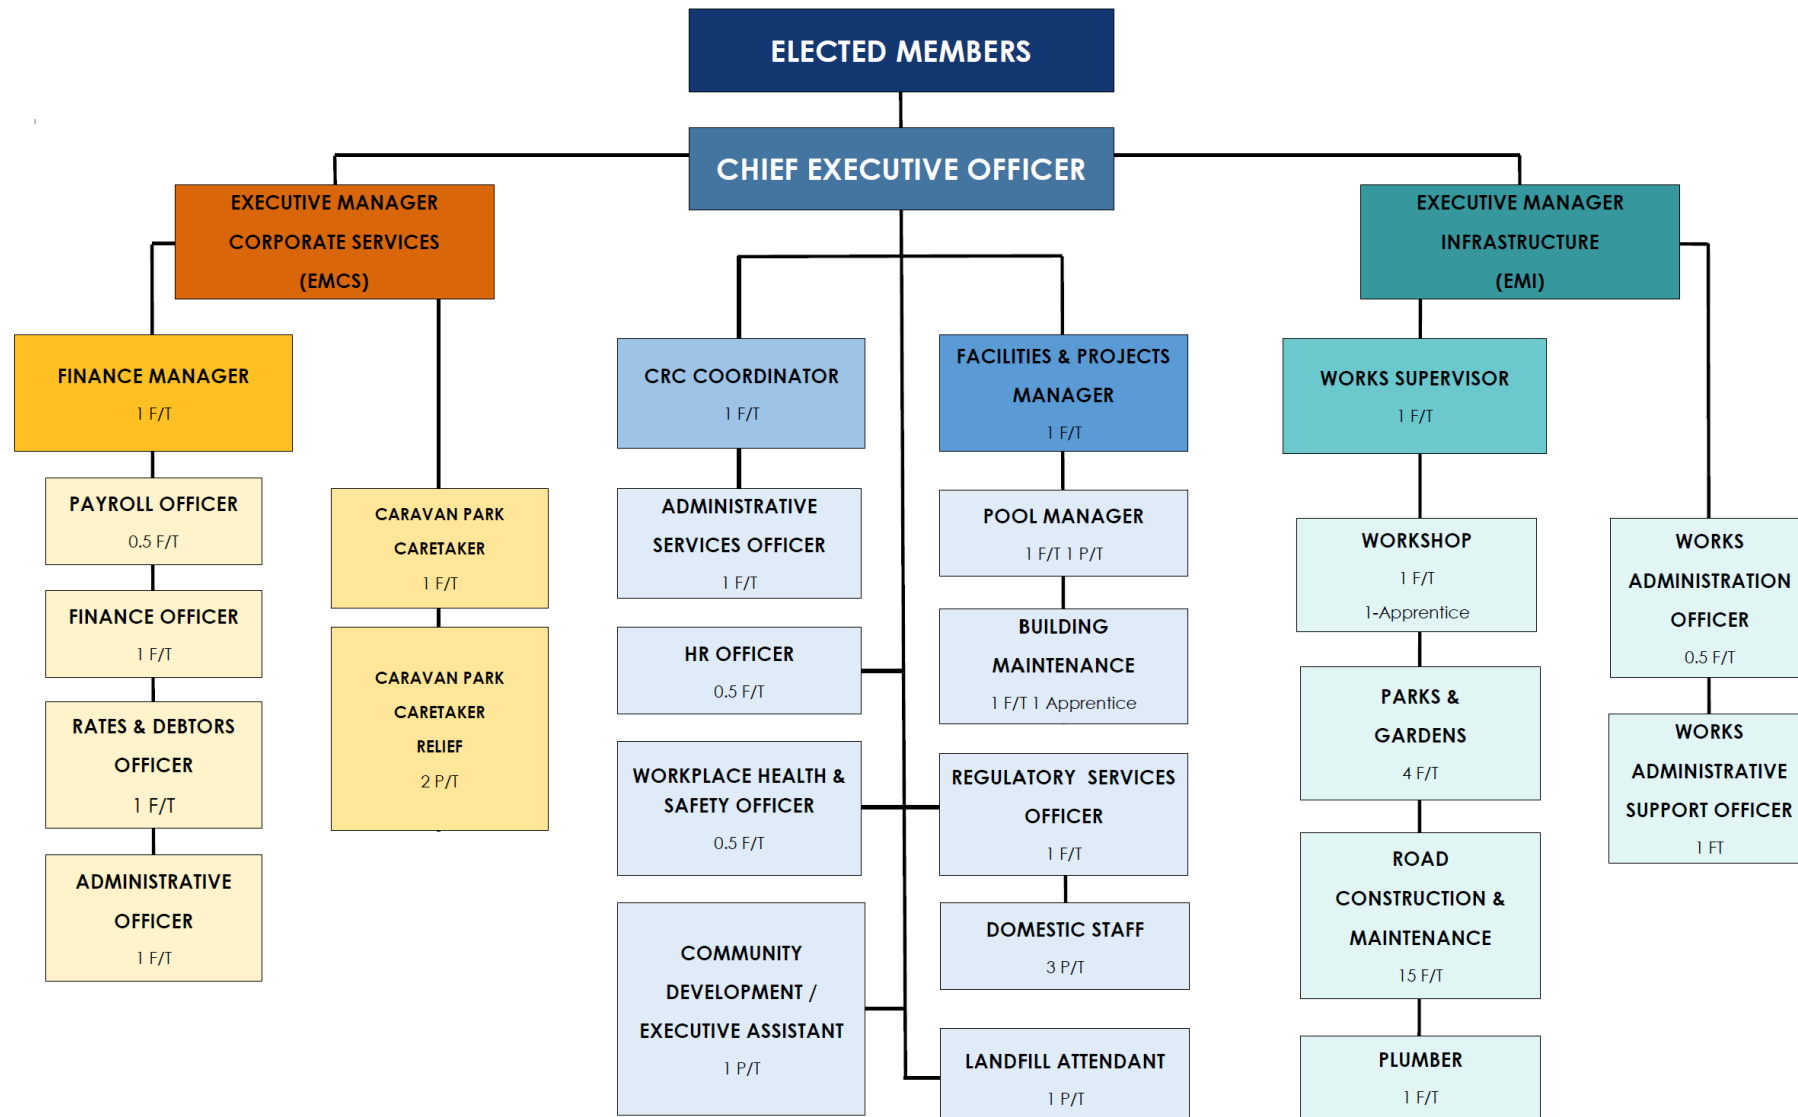 ELECTED MEMBERS
CHIEF EXECUTIVE OFFICER
EXECUTIVE MANAGER
CORPORATE SERVICES
(EMCS)
EXECUTIVE MANAGER
INFRASTRUCTURE
(EMI)
FINANCE MANAGER
1 F/T
CRC COORDINATOR
1 F/T
FACILITIES & PROJECTS
MANAGER
1 F/T
WORKS SUPERVISOR
1 F/T
PAYROLL OFFICER
0.5 F/T
CARAVAN PARK
CARETAKER
1 F/T
ADMINISTRATIVE
SERVICES OFFICER
1 F/T
POOL MANAGER
1 F/T 1 P/T
WORKSHOP
1 F/T
1-Apprentice
WORKS
ADMINISTRATION
OFFICER
0.5 F/T
FINANCE OFFICER
1 F/T
CARAVAN PARK
CARETAKER
RELIEF
2 P/T
HR OFFICER
0.5 F/T
BUILDING
MAINTENANCE
1 F/T 1 Apprentice
PARKS &
GARDENS
4 F/T
WORKS
ADMINISTRATIVE
SUPPORT OFFICER
1 FT
RATES & DEBTORS
OFFICER
1 F/T
WORKPLACE HEALTH &
SAFETY OFFICER
0.5 F/T
REGULATORY SERVICES
OFFICER
1 F/T
ROAD
CONSTRUCTION &
MAINTENANCE
15 F/T
ADMINISTRATIVE
OFFICER
1 F/T
COMMUNITY
DEVELOPMENT /
EXECUTIVE ASSISTANT
1 P/T
DOMESTIC STAFF
3 P/T
LANDFILL ATTENDANT
1 P/T
PLUMBER
1 F/T